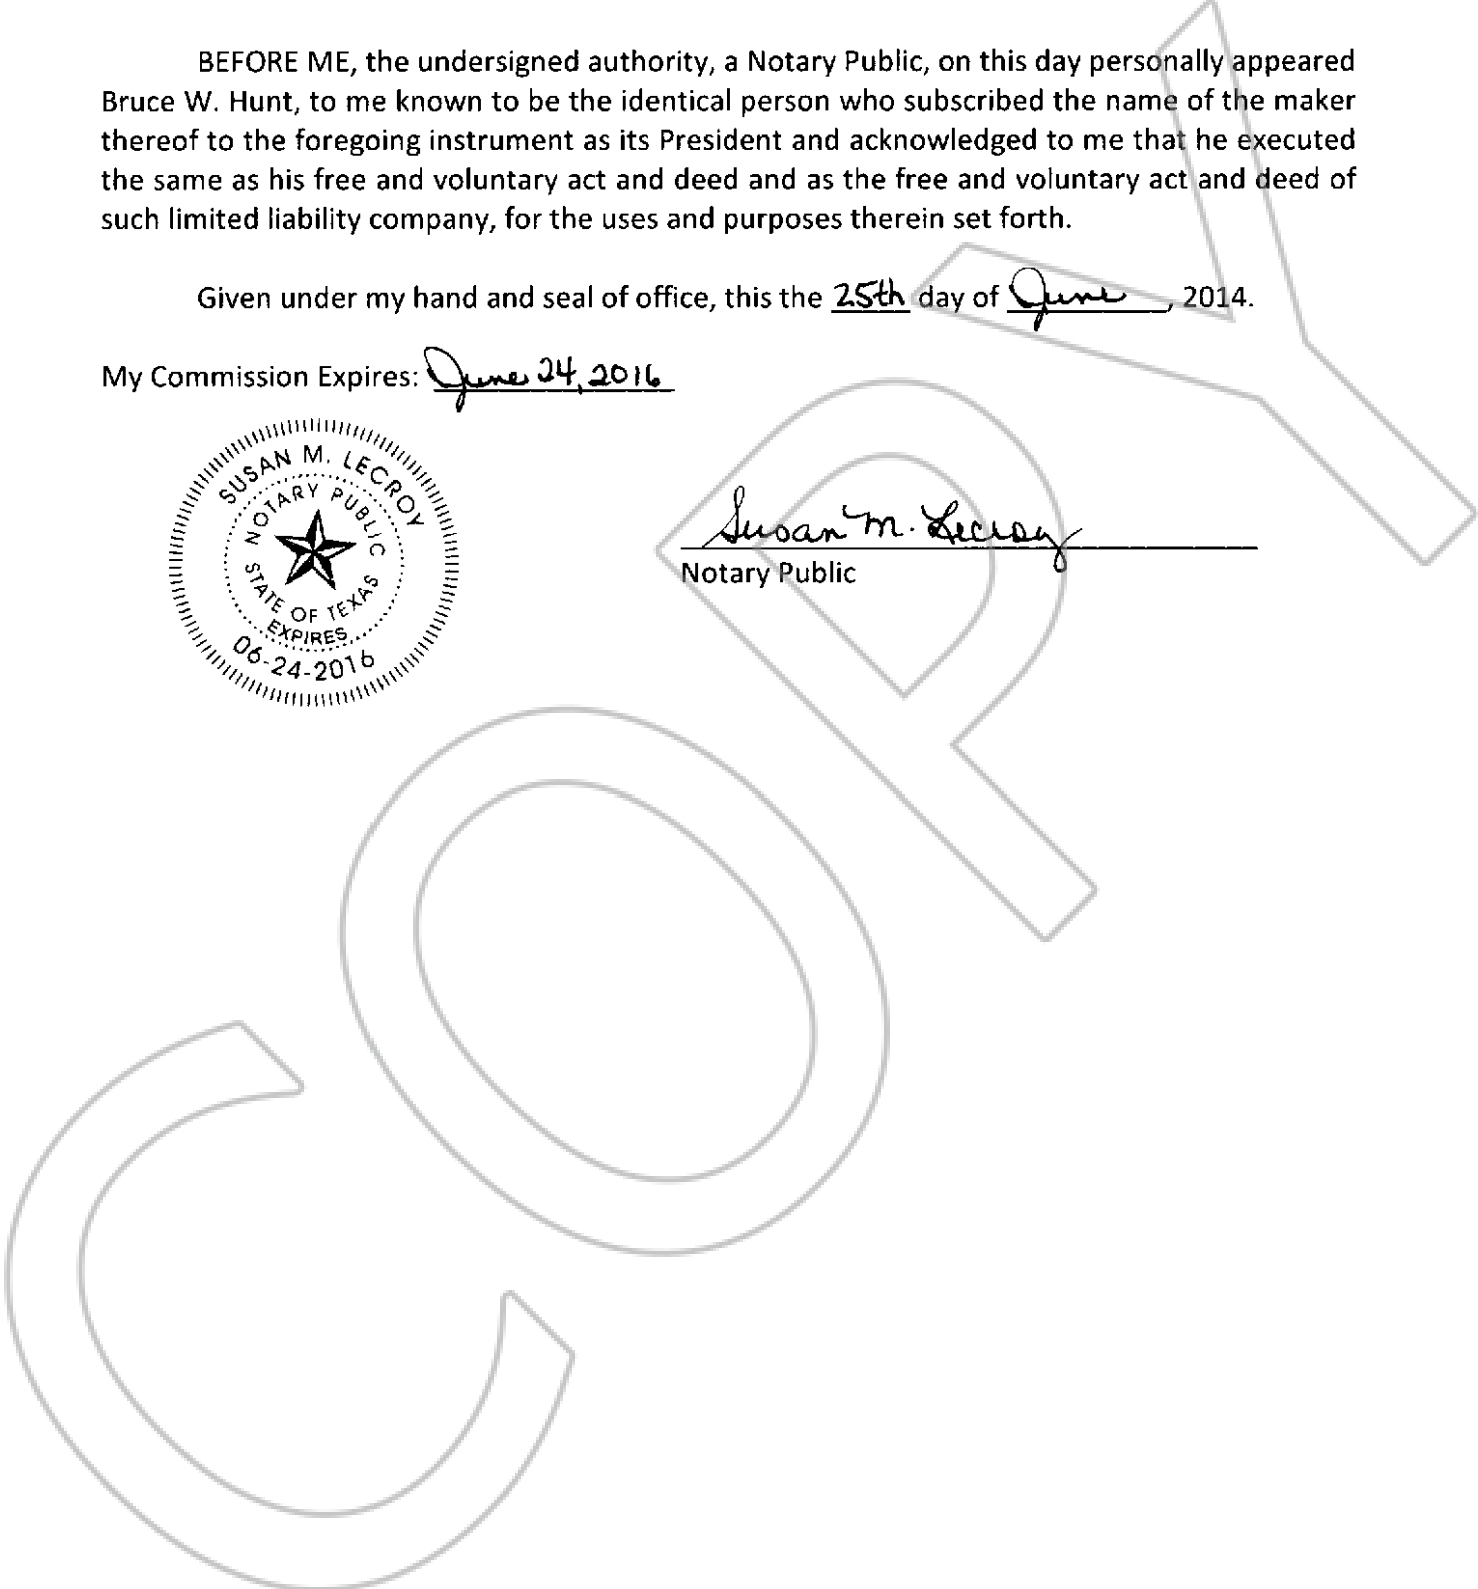 BEFORE ME, the undersigned authority, a Notary Public, on this day personally appeared
Bruce W. Hunt, to me known to be the identical person who subscribed the name of the maker
thereof to the foregoing instrument as its President and acknowledged to me that he executed
the same as his free and voluntary act and deed and as the free and voluntary act and deed of
such limited liability company, for the uses and purposes therein set forth.
Given under my hand and seal of office, this the 25th day of June, 2014.
My Commission Expires: June 24, 2016
SUSAN M. LECROY
NOTARY PUBLIC
STATE OF TEXAS
EXPIRES
06-24-2016
Susan M. Lecroy
Notary Public
COPY